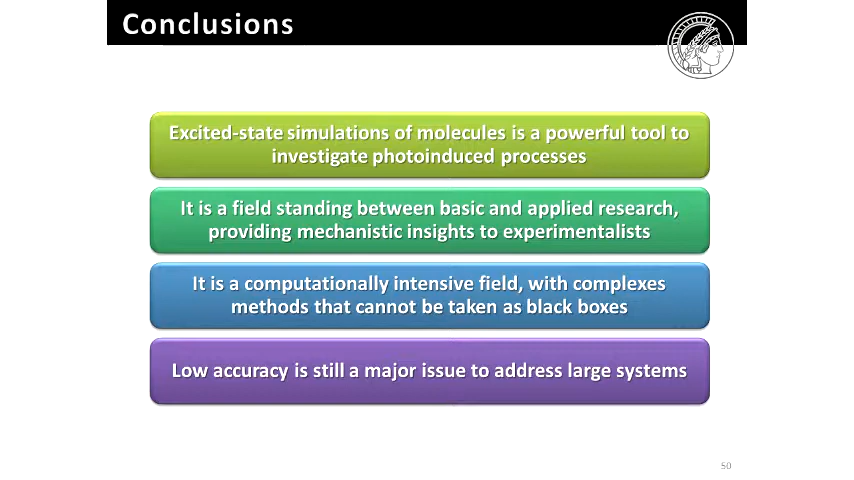 Conclusions
Excited-state simulations of molecules is a powerful tool to
investigate photoinduced processes
It is a field standing between basic and applied research,
providing mechanistic insights to experimentalists
It is a computationally intensive field, with complexes
methods that cannot be taken as black boxes
Low accuracy is still a major issue to address large systems
50